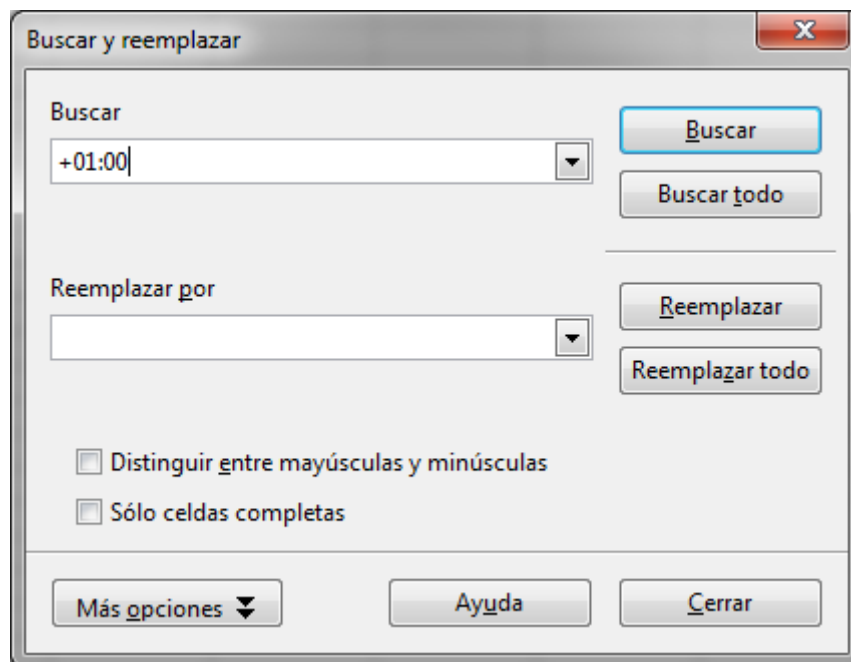 Buscar y reemplazar
Buscar
+01:00
Buscar
Buscar todo
Reemplazar por
Reemplazar
Reemplazar todo
Distinguir entre mayúsculas y minúsculas
Sólo celdas completas
Más opciones
Ayuda
Cerrar